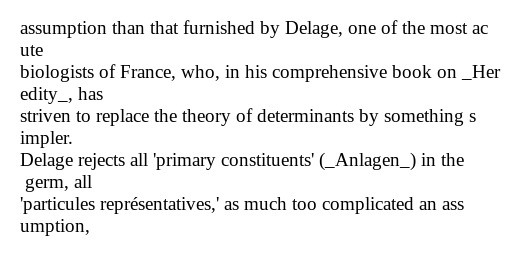 assumption than that furnished by Delage, one of the most ac
ute
biologists of France, who, in his comprehensive book on _Her
edity_, has
striven to replace the theory of determinants by something s
impler.
Delage rejects all 'primary constituents' (_Anlagen_) in the
 germ, all
'particules représentatives,' as much too complicated an ass
umption,